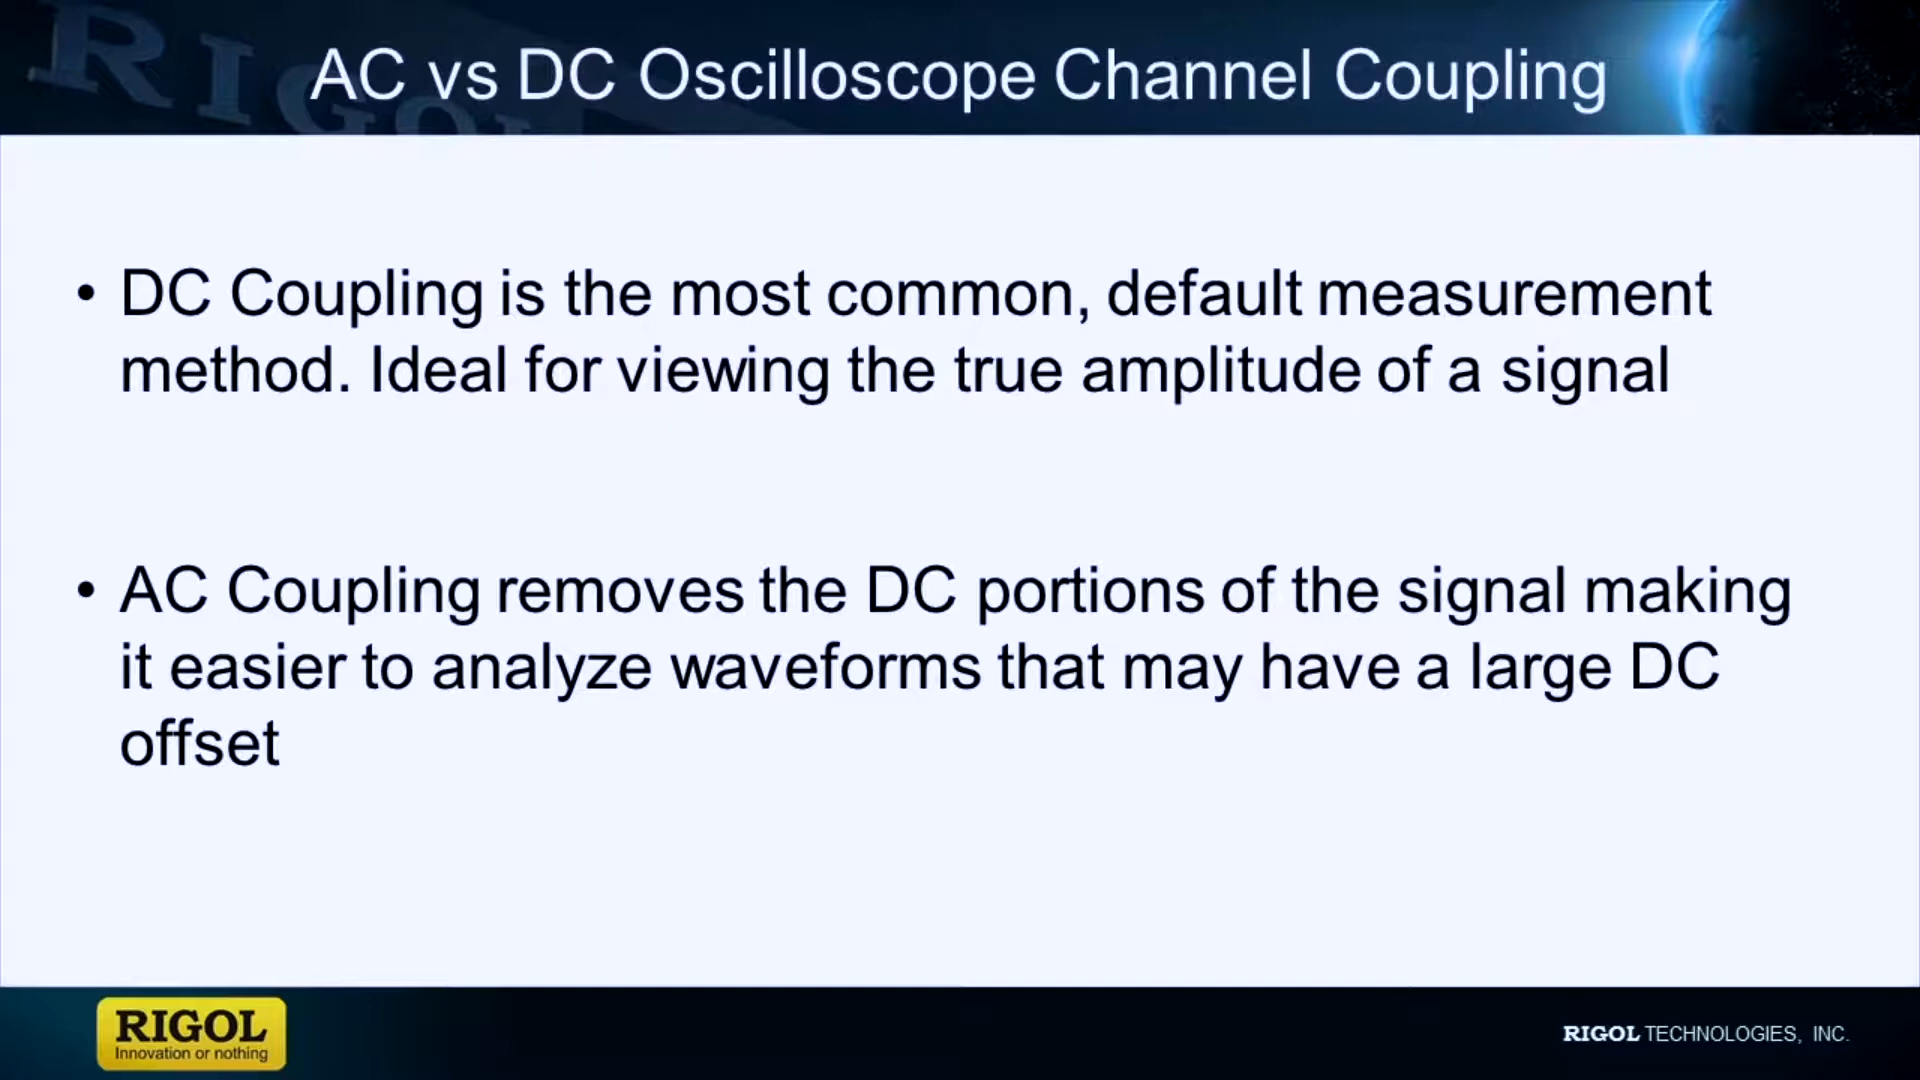 RIGOL
AC vs DC Oscilloscope Channel Coupling
• DC Coupling is the most common, default measurement
method. Ideal for viewing the true amplitude of a signal
• AC Coupling removes the DC portions of the signal making
it easier to analyze waveforms that may have a large DC
offset
RIGOL
Innovation or nothing
RIGOL TECHNOLOGIES, INC.